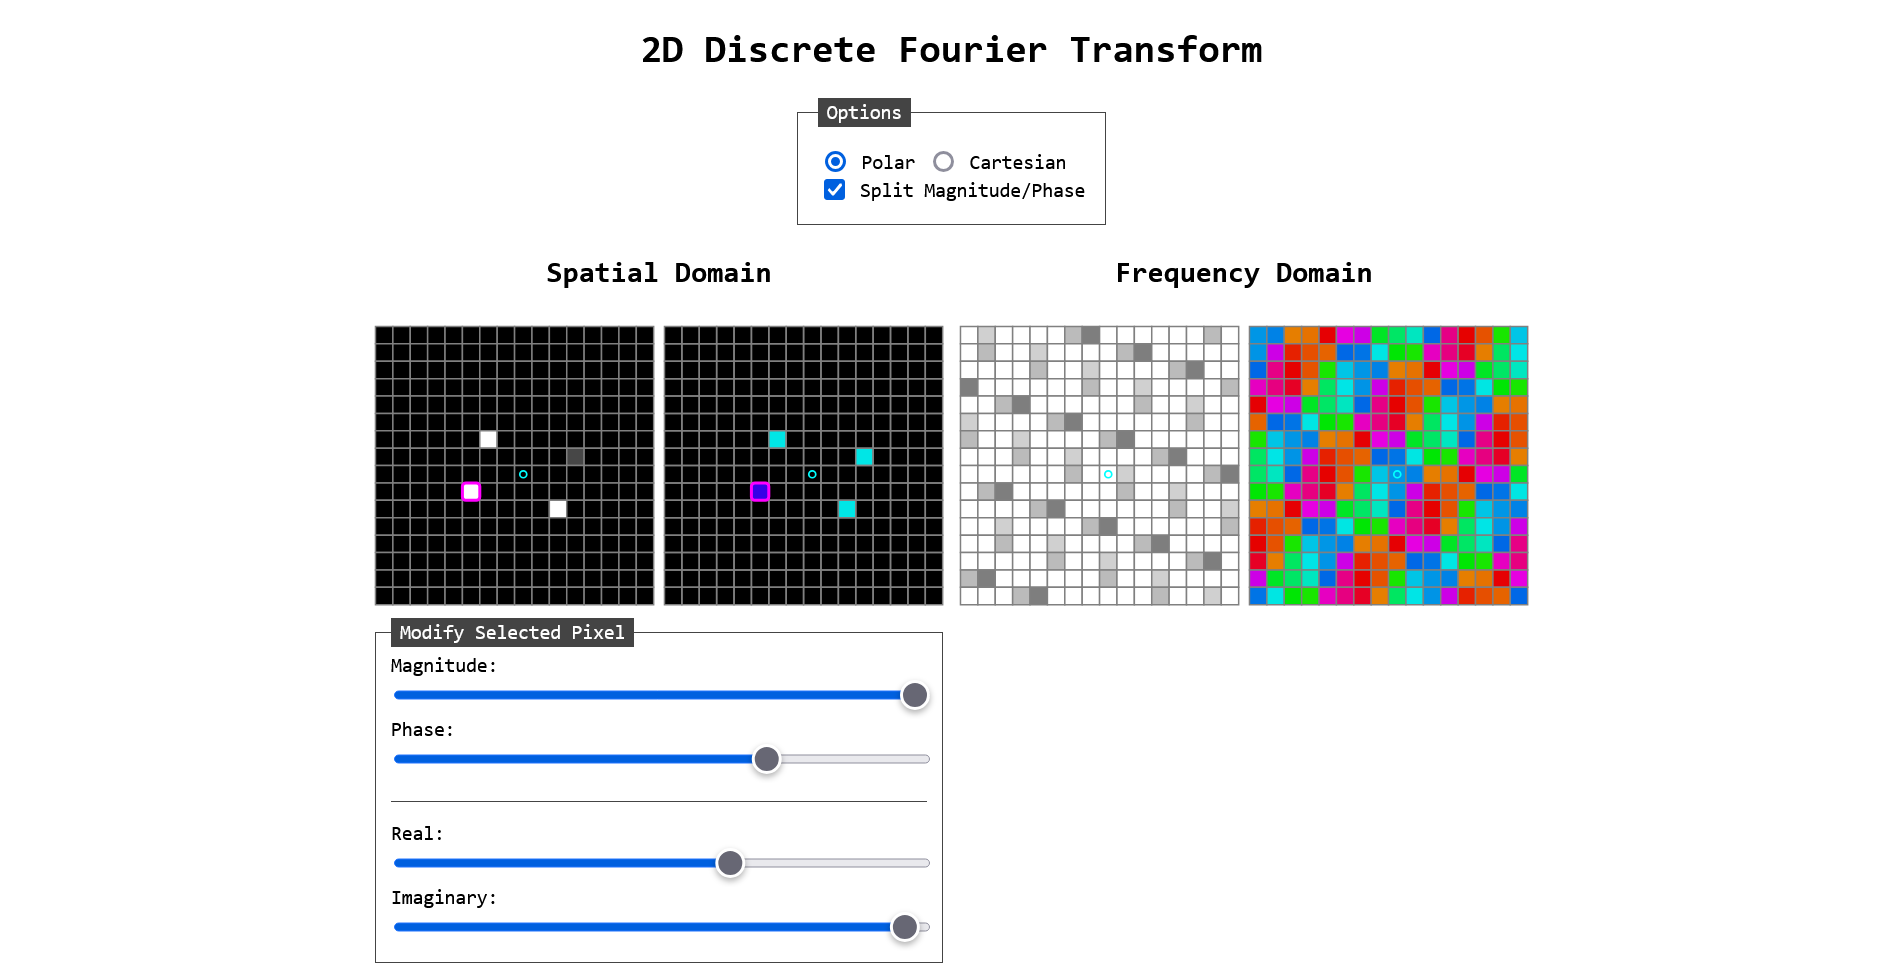 2D Discrete Fourier Transform
Options
Polar Cartesian
Split Magnitude/Phase
Spatial Domain Frequency Domain
Modify Selected Pixel
Magnitude:
Phase:
Real:
Imaginary: